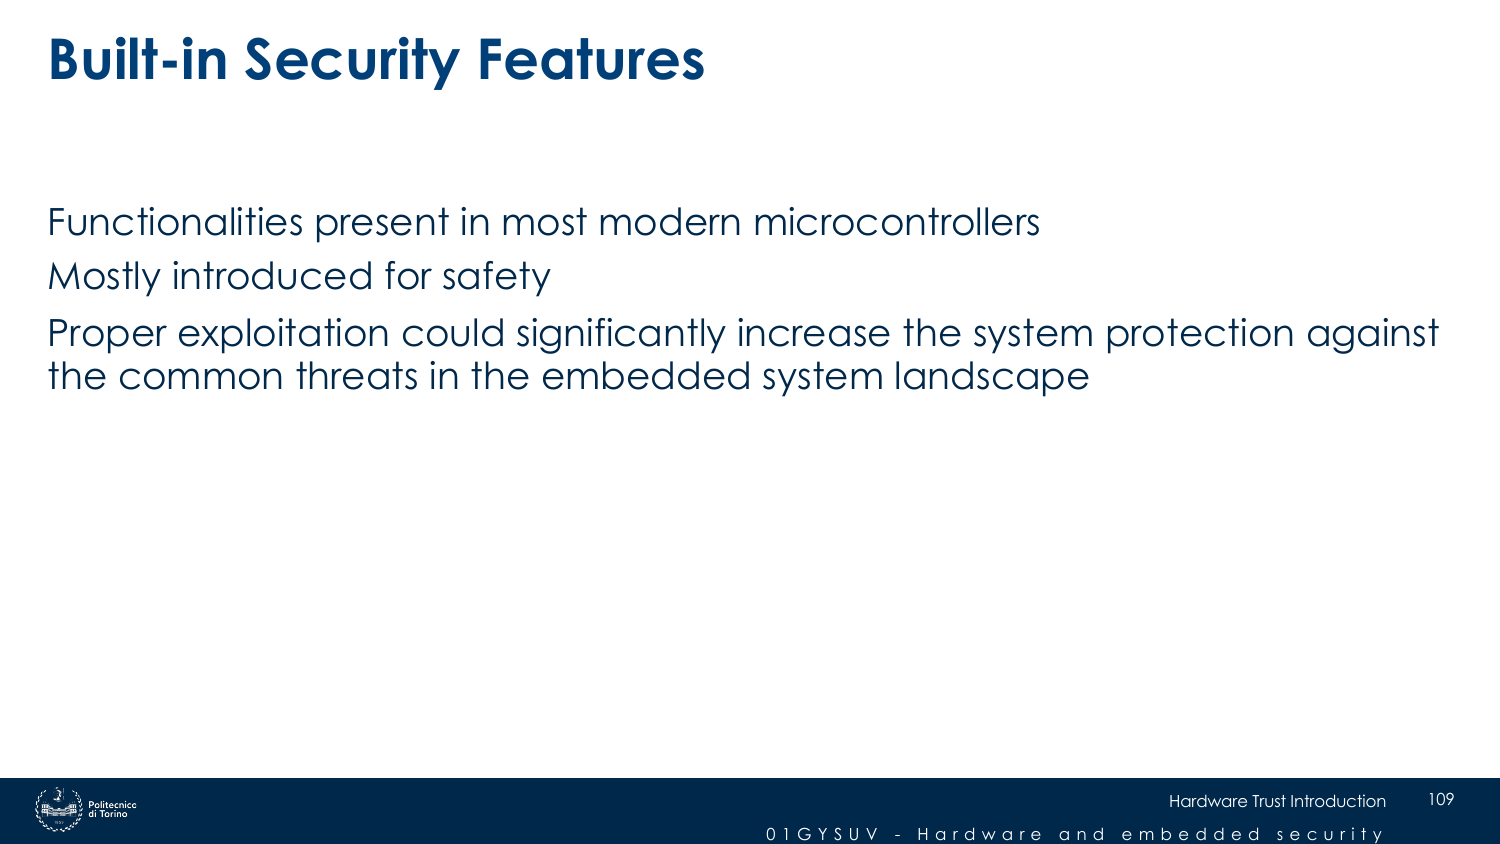 Built-in Security Features
Functionalities present in most modern microcontrollers
Mostly introduced for safety
Proper exploitation could significantly increase the system protection against
the common threats in the embedded system landscape
Politecnico
di Torino
Hardware Trust Introduction
109
01GYSUV - Hardware and embedded security